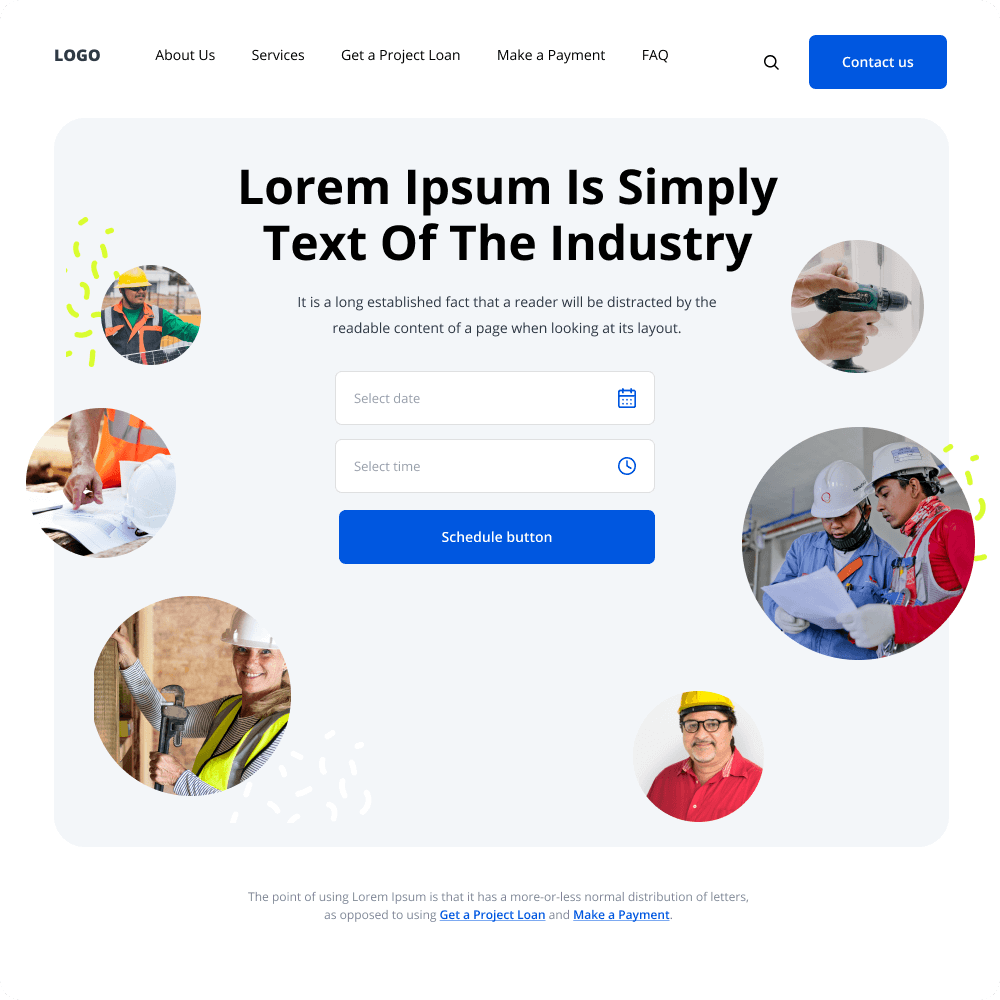 LOGO
About Us
Services
Get a Project Loan
Make a Payment
FAQ
Contact us
Lorem Ipsum Is Simply
Text Of The Industry
It is a long established fact that a reader will be distracted by the
readable content of a page when looking at its layout.
Select date
Select time
Schedule button
The point of using Lorem Ipsum is that it has a more-or-less normal distribution of letters,
as opposed to using Get a Project Loan and Make a Payment.